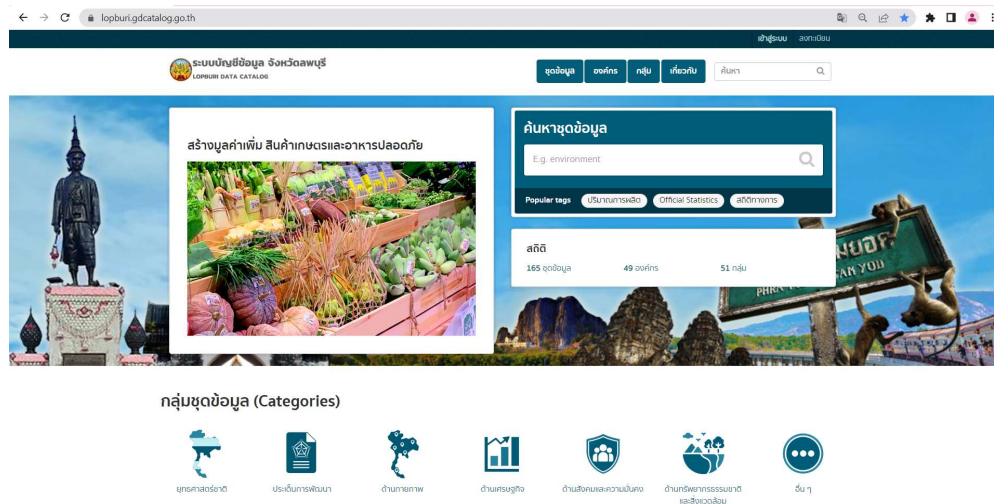 lopburi.gdcatalog.go.th
เข้าสู่ระบบ ลงทะเบียน
ระบบบัญชีข้อมูล จังหวัดลพบุรี
LOPBURI DATA CATALOG
ชุดข้อมูล องค์กร กลุ่ม เกี่ยวกับ ค้นหา
สร้างมูลค่าเพิ่ม สินค้าเกษตรและอาหารปลอดภัย
ค้นหาชุดข้อมูล
E.g. environment
Popular tags ปริมาณการผลิต Official Statistics สถิติทางการ
สถิติ
165 ชุดข้อมูล 49 องค์กร 51 กลุ่ม
กลุ่มชุดข้อมูล (Categories)
ยุทธศาสตร์ชาติ ประเด็นการพัฒนา ด้านกายภาพ ด้านเศรษฐกิจ ด้านสังคมและความมั่นคง ด้านทรัพยากรธรรมชาติ อื่น ๆ
และสิ่งแวดล้อม